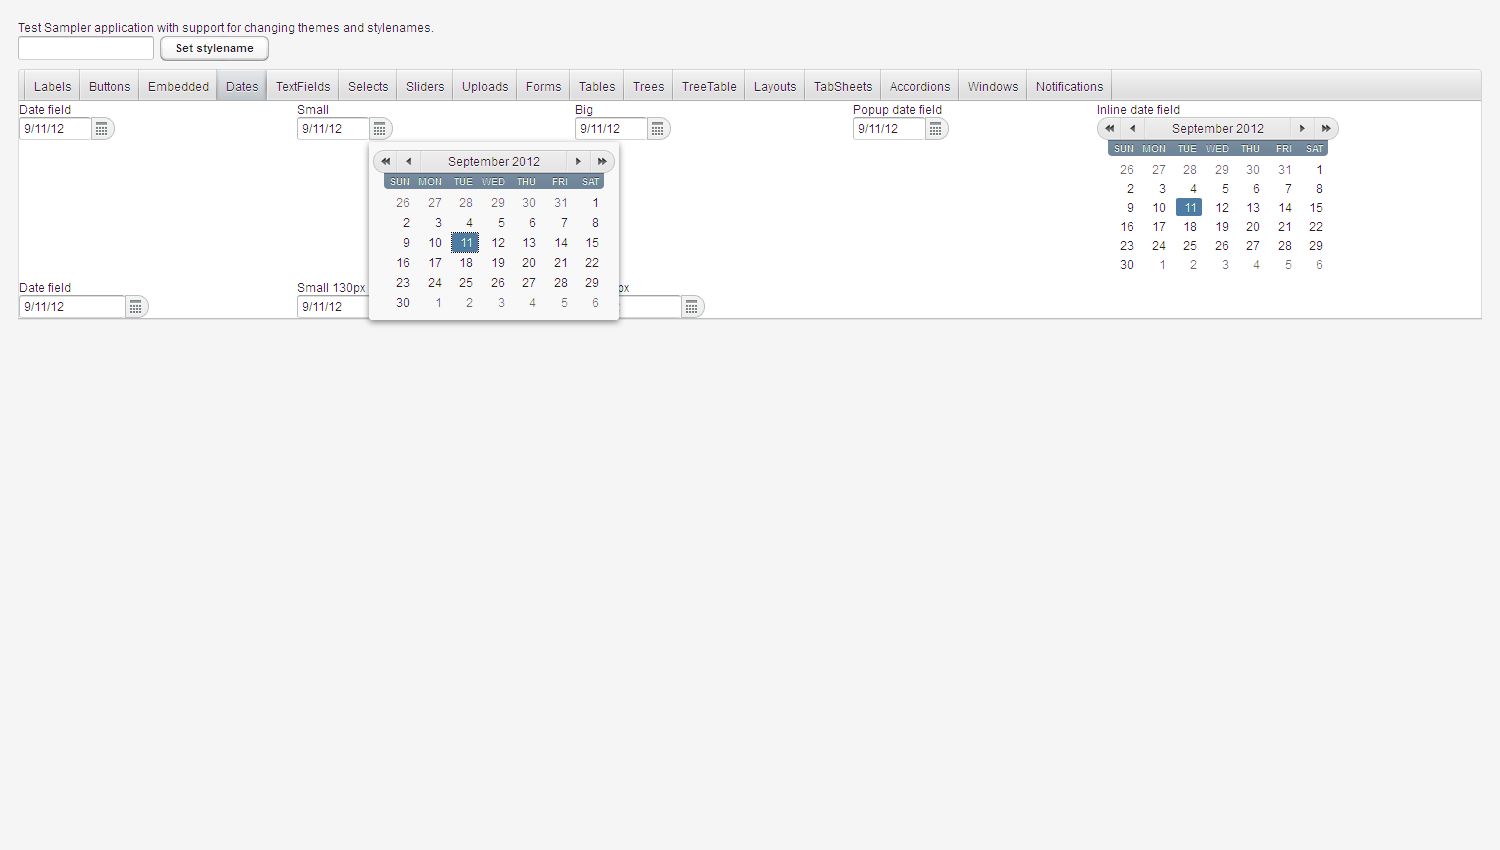 Test Sampler application with support for changing themes and stylenames.
Set stylename
Labels Buttons Embedded Dates TextFields Selects Sliders Uploads Forms Tables Trees TreeTable Layouts TabSheets Accordions Windows Notifications
Date field Small Big Popup date field Inline date field
9/11/12 9/11/12 9/11/12 9/11/12 September 2012
SUN MON TUE WED THU FRI SAT
26 27 28 29 30 31 1
2 3 4 5 6 7 8
9 10 11 12 13 14 15
16 17 18 19 20 21 22
23 24 25 26 27 28 29
30 1 2 3 4 5 6
September 2012
SUN MON TUE WED THU FRI SAT
26 27 28 29 30 31 1
2 3 4 5 6 7 8
9 10 11 12 13 14 15
16 17 18 19 20 21 22
23 24 25 26 27 28 29
30 1 2 3 4 5 6
Date field Small 130px px
9/11/12 9/11/12